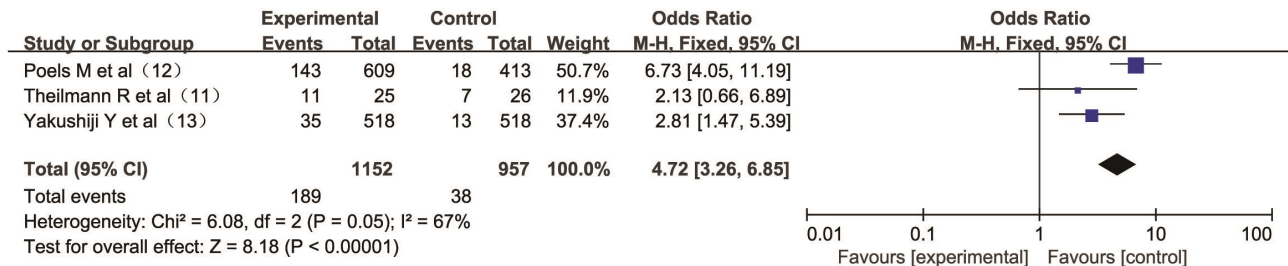 Experimental Control Odds Ratio Odds Ratio
Study or Subgroup Events Total Events Total Weight M-H, Fixed, 95% CI M-H, Fixed, 95% CI
Poels M et al（12） 143 609 18 413 50.7% 6.73 [4.05, 11.19]
Theilmann R et al（11） 11 25 7 26 11.9% 2.13 [0.66, 6.89]
Yakushiji Y et al（13） 35 518 13 518 37.4% 2.81 [1.47, 5.39]
Total (95% CI) 1152 957 100.0% 4.72 [3.26, 6.85]
Total events 189 38
Heterogeneity: Chi² = 6.08, df = 2 (P = 0.05); I² = 67%
Test for overall effect: Z = 8.18 (P < 0.00001)
0.01 0.1 1 10 100
Favours [experimental] Favours [control]